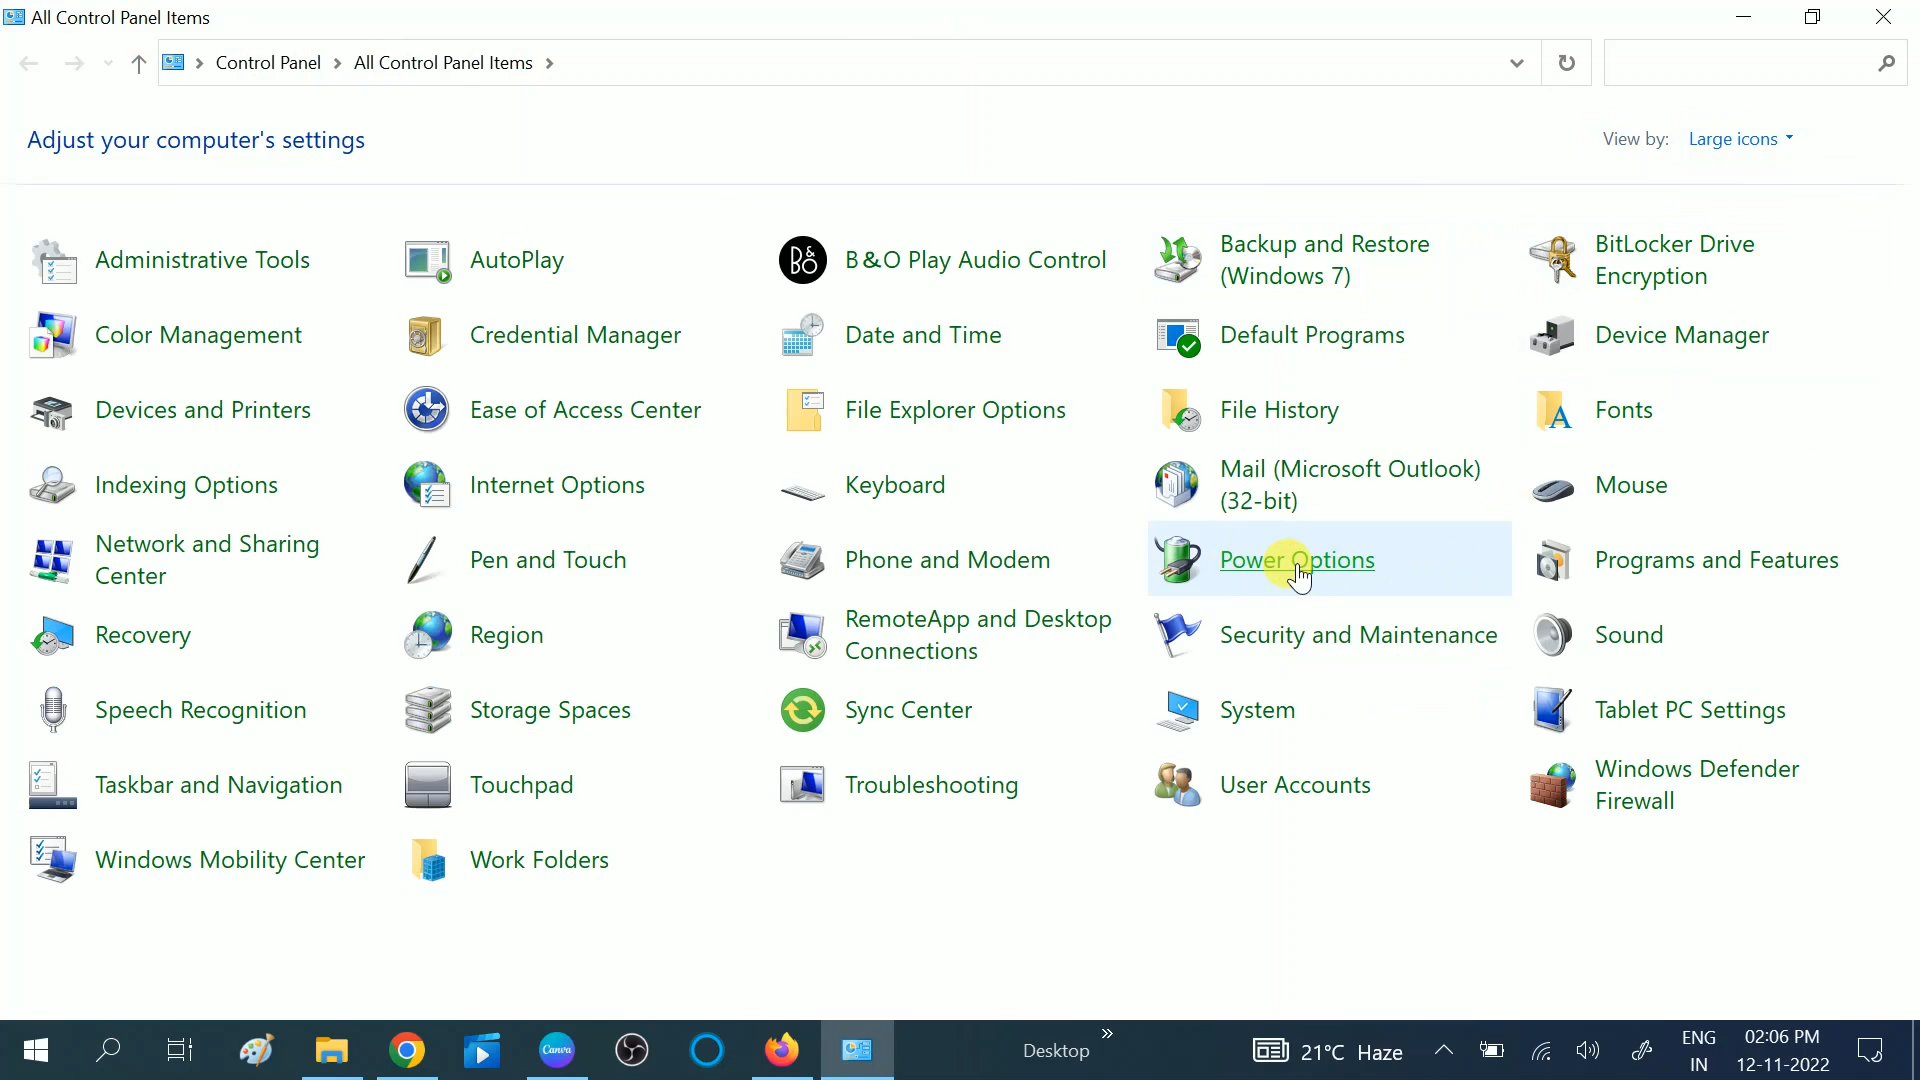 All Control Panel Items
Control Panel
All Control Panel Items
Adjust your computer's settings
View by:
Large icons
Administrative Tools
AutoPlay
B&O
B&O Play Audio Control
Backup and Restore
(Windows 7)
BitLocker Drive
Encryption
Color Management
Credential Manager
Date and Time
Default Programs
Device Manager
Devices and Printers
Ease of Access Center
File Explorer Options
File History
A
Fonts
Indexing Options
Internet Options
Keyboard
Mail (Microsoft Outlook)
(32-bit)
Mouse
Network and Sharing
Center
Pen and Touch
Phone and Modem
Power Options
Programs and Features
Recovery
Region
RemoteApp and Desktop
Connections
Security and Maintenance
Sound
Speech Recognition
Storage Spaces
Sync Center
System
Tablet PC Settings
Taskbar and Navigation
Touchpad
Troubleshooting
User Accounts
Windows Defender
Firewall
Windows Mobility Center
Work Folders
Canva
Desktop
21°C Haze
ENG
IN
02:06 PM
12-11-2022